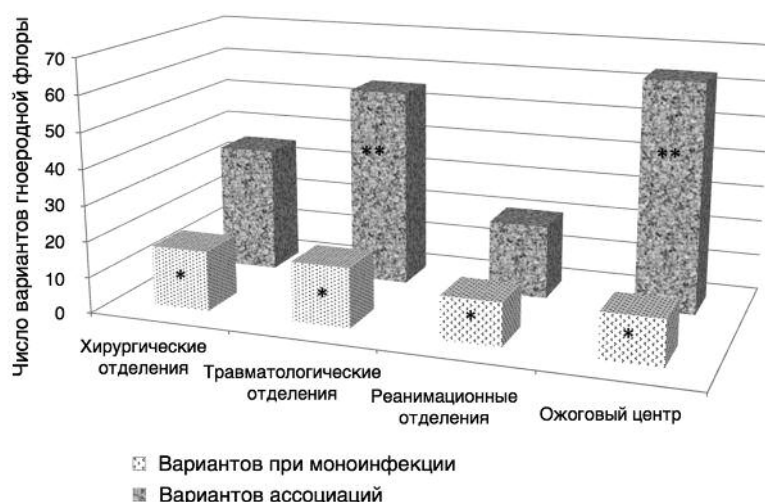 Число вариантов гноеродной флоры
70
60
50
40
30
20
10
0
*
**
*
**
*
*
Хирургические
отделения
Травматологические
отделения
Реанимационные
отделения
Ожоговый центр
Вариантов при моноинфекции
Вариантов ассоциаций